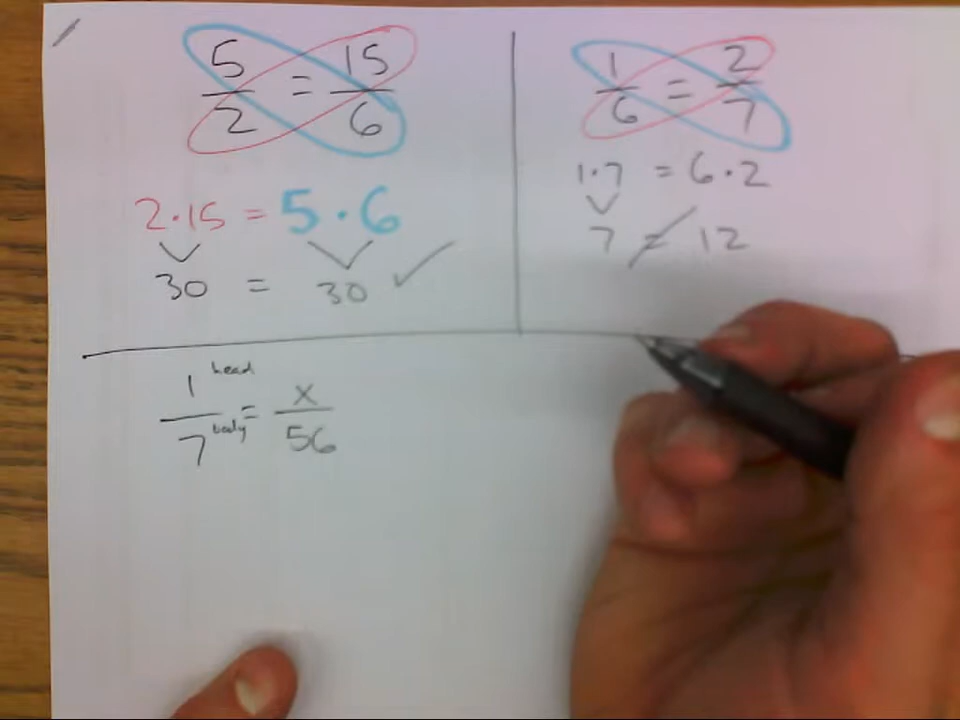 5/2 = 15/6
2·15 = 5·6
30 = 30 ✓
1/6 = 2/7
1·7 = 6·2
7 ≠ 12
1 head/7 body = x/56